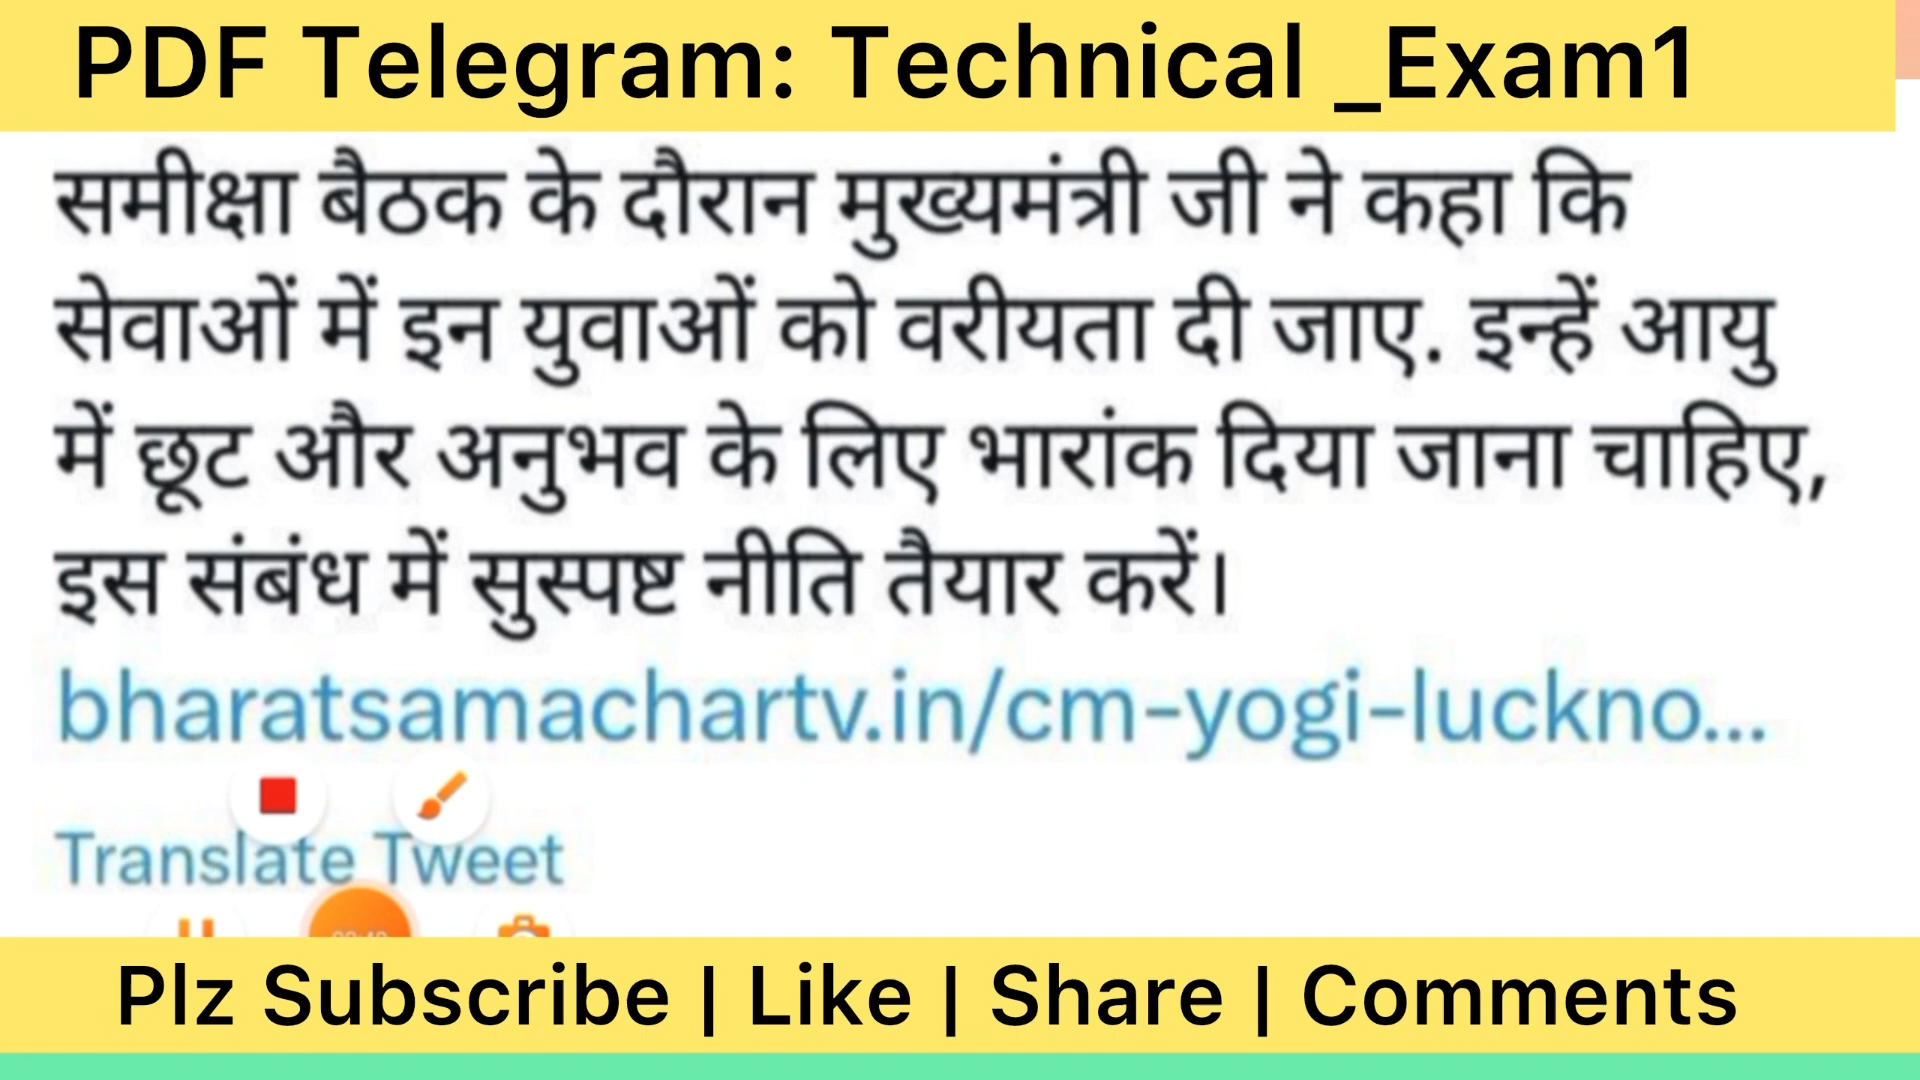 PDF Telegram: Technical _Exam1
समीक्षा बैठक के दौरान मुख्यमंत्री जी ने कहा कि
सेवाओं में इन युवाओं को वरीयता दी जाए. इन्हें आयु
में छूट और अनुभव के लिए भारांक दिया जाना चाहिए,
इस संबंध में सुस्पष्ट नीति तैयार करें।
bharatsamachartv.in/cm-yogi-luckno...
Translate Tweet
Plz Subscribe | Like | Share | Comments